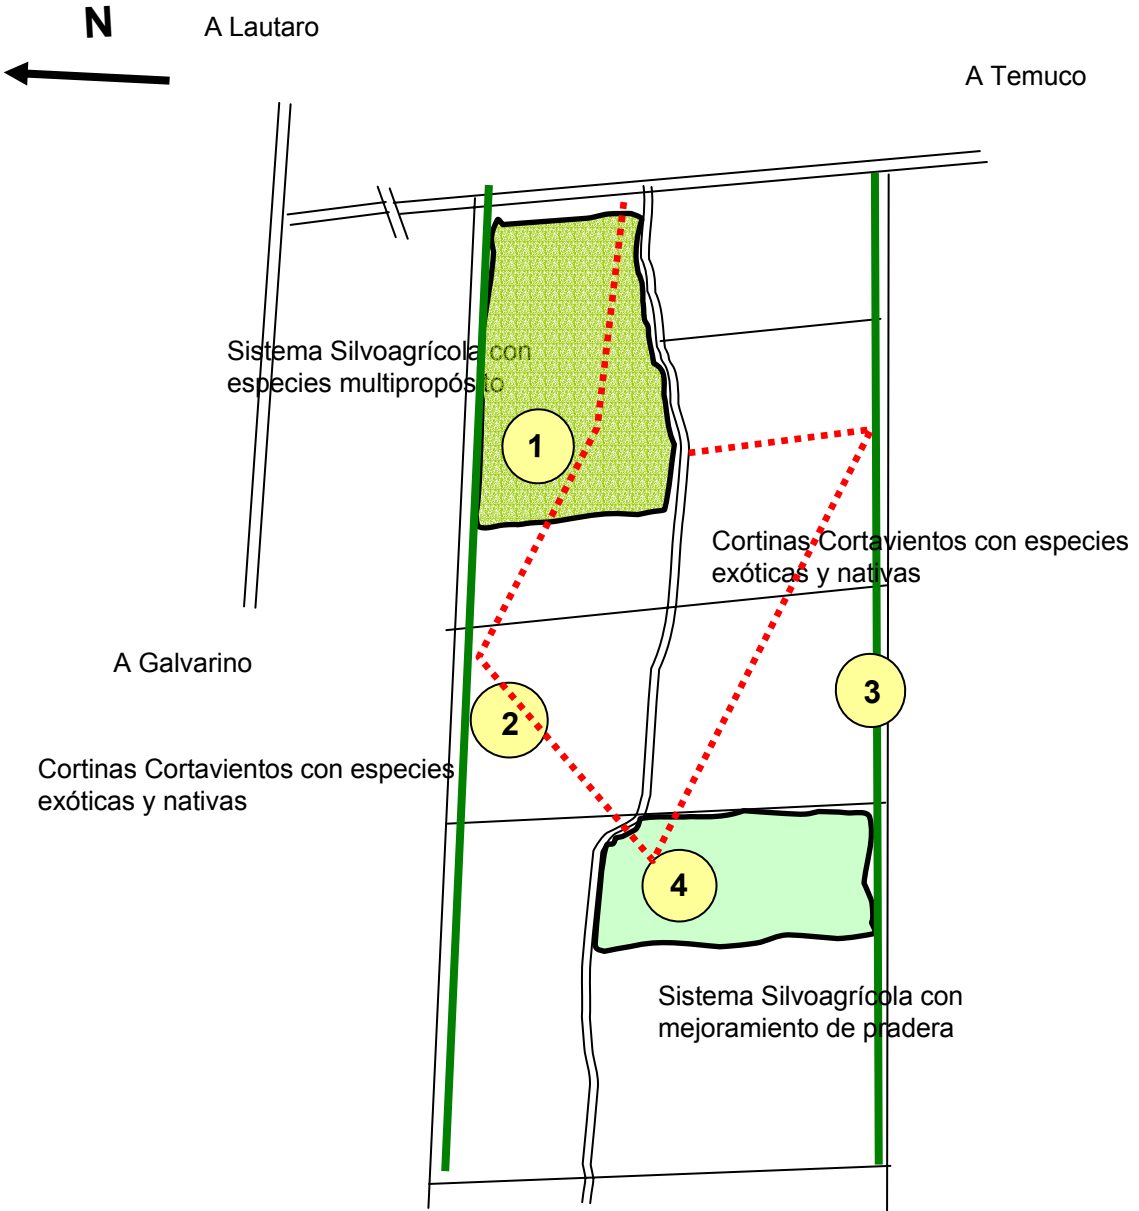 N
A Lautaro
A Temuco
Sistema Silvoagrícola con
especies multipropósito
1
Cortinas Cortavientos con especies
exóticas y nativas
A Galvarino
3
2
Cortinas Cortavientos con especies
exóticas y nativas
4
Sistema Silvoagrícola con
mejoramiento de pradera